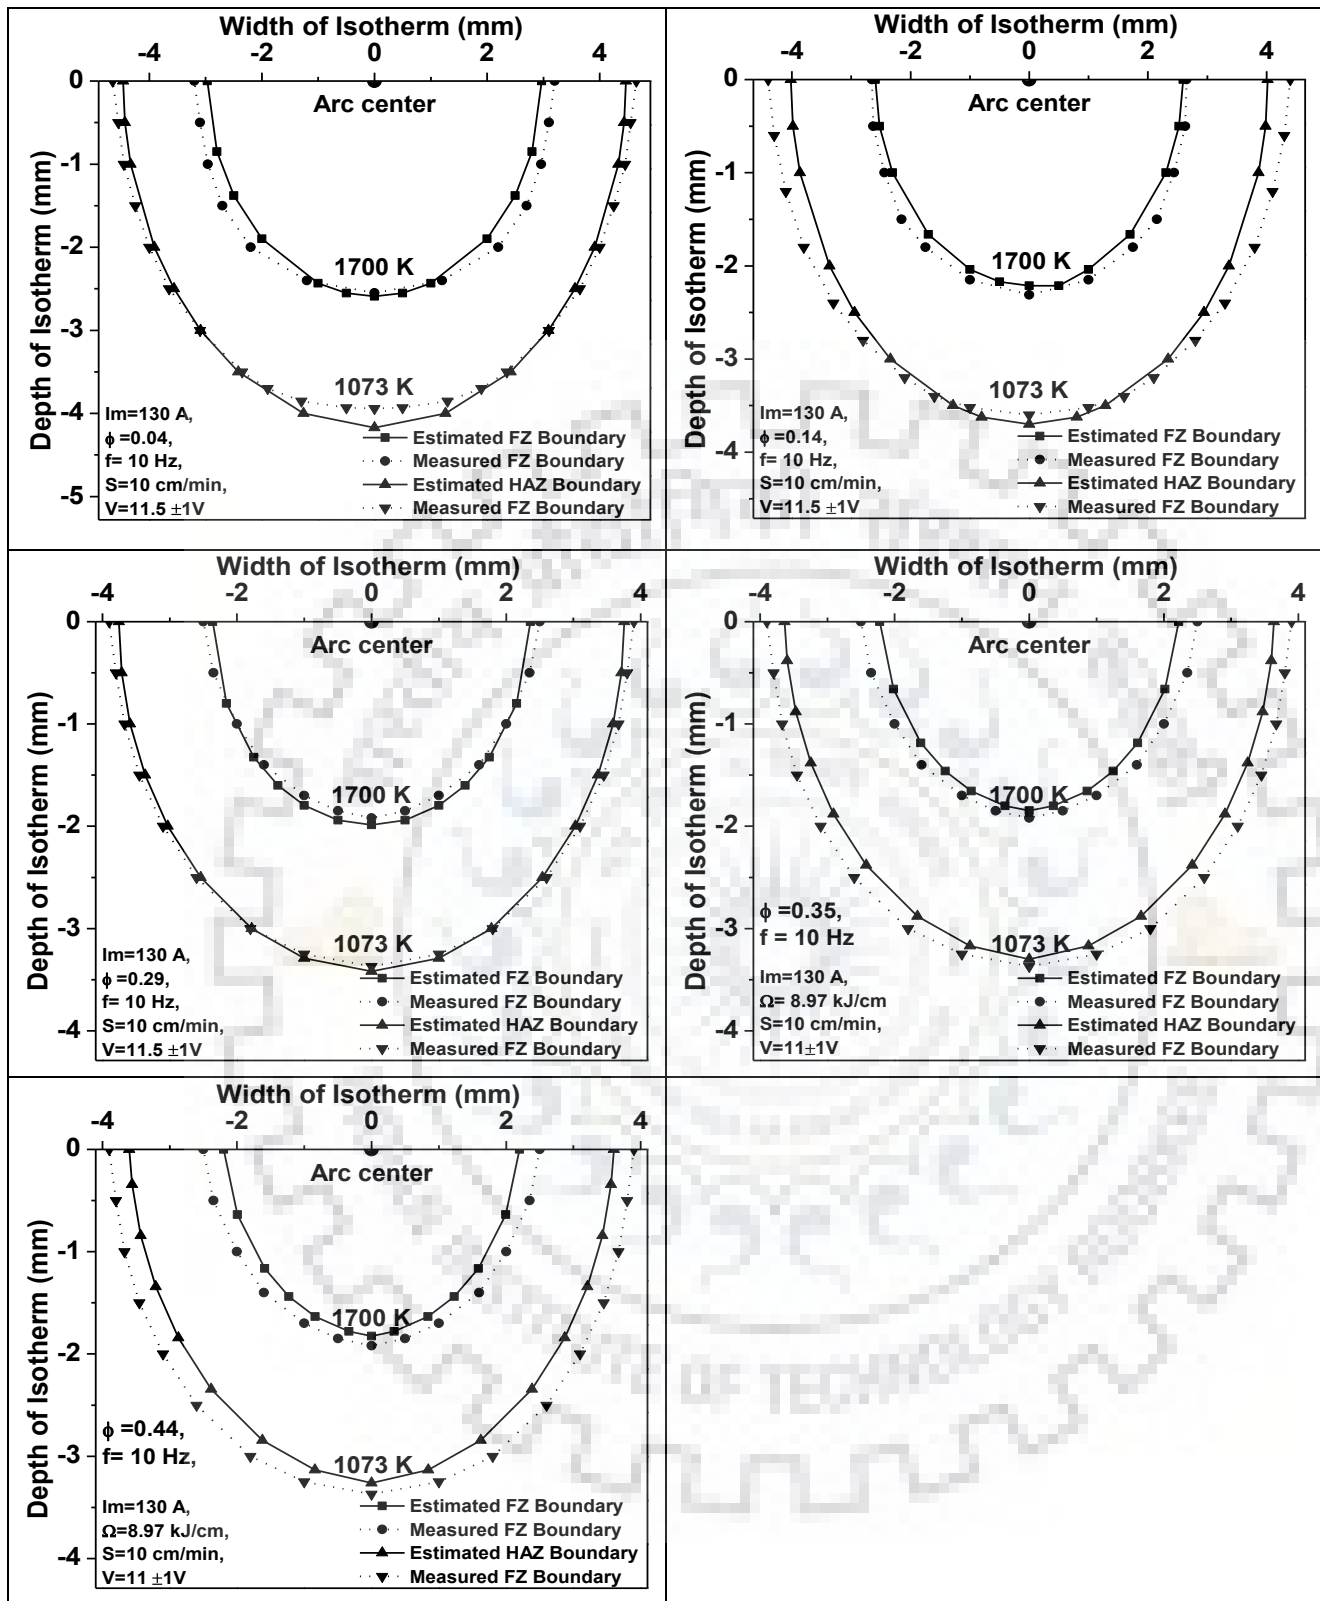 Width of Isotherm (mm)
-4 -2 0 2 4
Arc center
Depth of Isotherm (mm)
0
-1
-2
-3
-4
-5
1700 K
1073 K
Im=130 A,
ϕ =0.04,
f= 10 Hz,
S=10 cm/min,
V=11.5 ±1V
Estimated FZ Boundary
Measured FZ Boundary
Estimated HAZ Boundary
Measured FZ Boundary
Width of Isotherm (mm)
-4 -2 0 2 4
Arc center
Depth of Isotherm (mm)
0
-1
-2
-3
-4
1700 K
1073 K
Im=130 A,
ϕ =0.14,
f= 10 Hz,
S=10 cm/min,
V=11.5 ±1V
Estimated FZ Boundary
Measured FZ Boundary
Estimated HAZ Boundary
Measured FZ Boundary
Width of Isotherm (mm)
-4 -2 0 2 4
Arc center
Depth of Isotherm (mm)
0
-1
-2
-3
-4
1700 K
1073 K
Im=130 A,
ϕ =0.29,
f= 10 Hz,
S=10 cm/min,
V=11.5 ±1V
Estimated FZ Boundary
Measured FZ Boundary
Estimated HAZ Boundary
Measured FZ Boundary
Width of Isotherm (mm)
-4 -2 0 2 4
Arc center
Depth of Isotherm (mm)
0
-1
-2
-3
-4
1700 K
1073 K
ϕ =0.35,
f = 10 Hz
Im=130 A,
Ω= 8.97 kJ/cm
S=10 cm/min,
V=11±1V
Estimated FZ Boundary
Measured FZ Boundary
Estimated HAZ Boundary
Measured FZ Boundary
Width of Isotherm (mm)
-4 -2 0 2 4
Arc center
Depth of Isotherm (mm)
0
-1
-2
-3
-4
1700 K
1073 K
ϕ =0.44,
f= 10 Hz,
Im=130 A,
Ω=8.97 kJ/cm,
S=10 cm/min,
V=11 ±1V
Estimated FZ Boundary
Measured FZ Boundary
Estimated HAZ Boundary
Measured FZ Boundary
OF